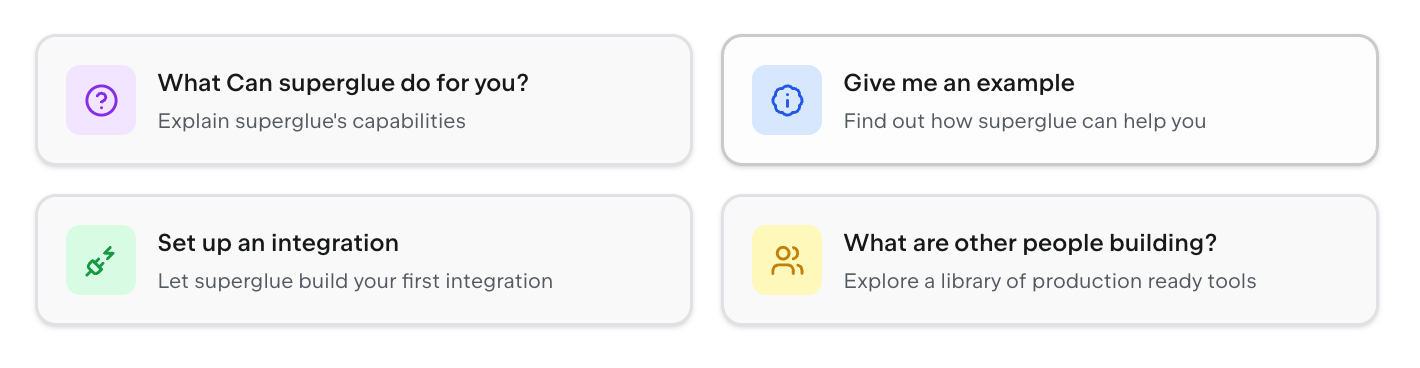 What Can superglue do for you?
Explain superglue's capabilities
Give me an example
Find out how superglue can help you
Set up an integration
Let superglue build your first integration
What are other people building?
Explore a library of production ready tools